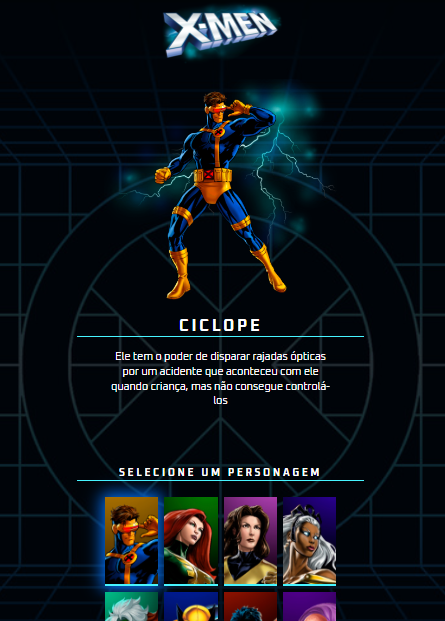 X-MEN
CICLOPE
Ele tem o poder de disparar rajadas ópticas
por um acidente que aconteceu com ele
quando criança, mas não consegue controlá-
los
SELECIONE UM PERSONAGEM